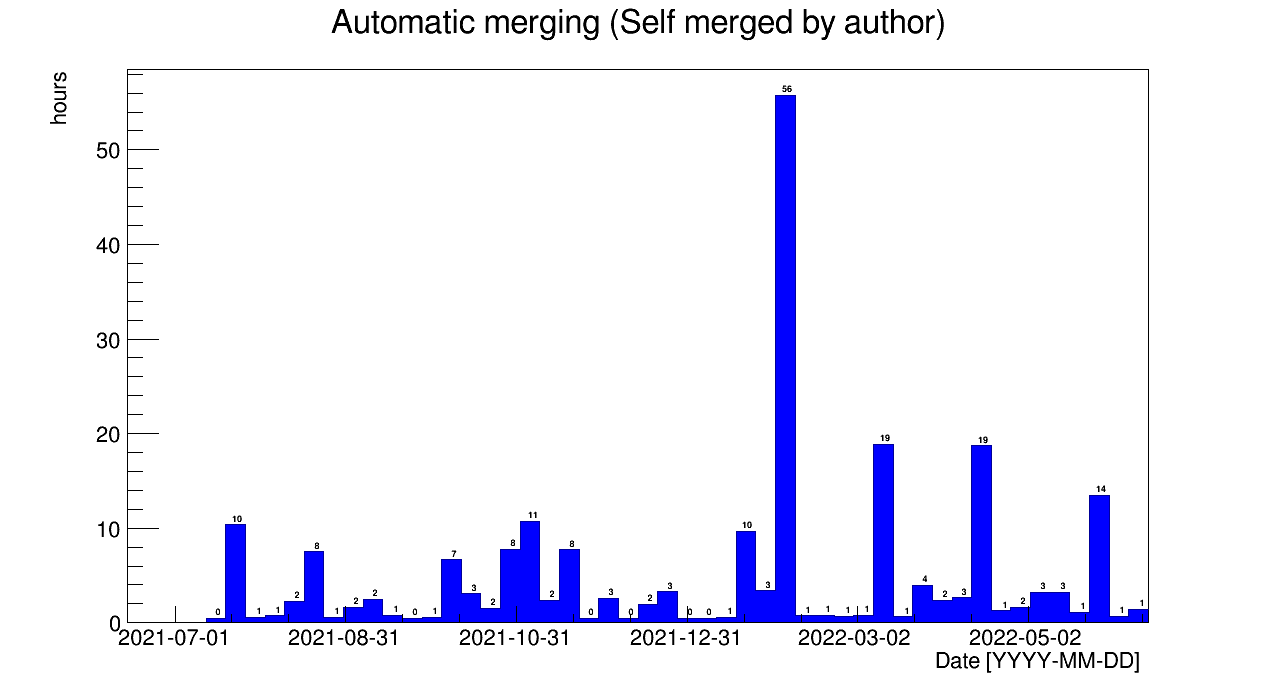 Automatic merging (Self merged by author)
hours
56
50
40
30
20
19 19
14
10
11
10 10
8 8 8
7
0 1 1 2 1 2 2 1 0 1 3 2 2 0 3 0 2 3 0 0 1 3 1 1 1 1 1 4 2 3 1 2 3 3 1 1 1
0
2021-07-01 2021-08-31 2021-10-31 2021-12-31 2022-03-02 2022-05-02
Date [YYYY-MM-DD]